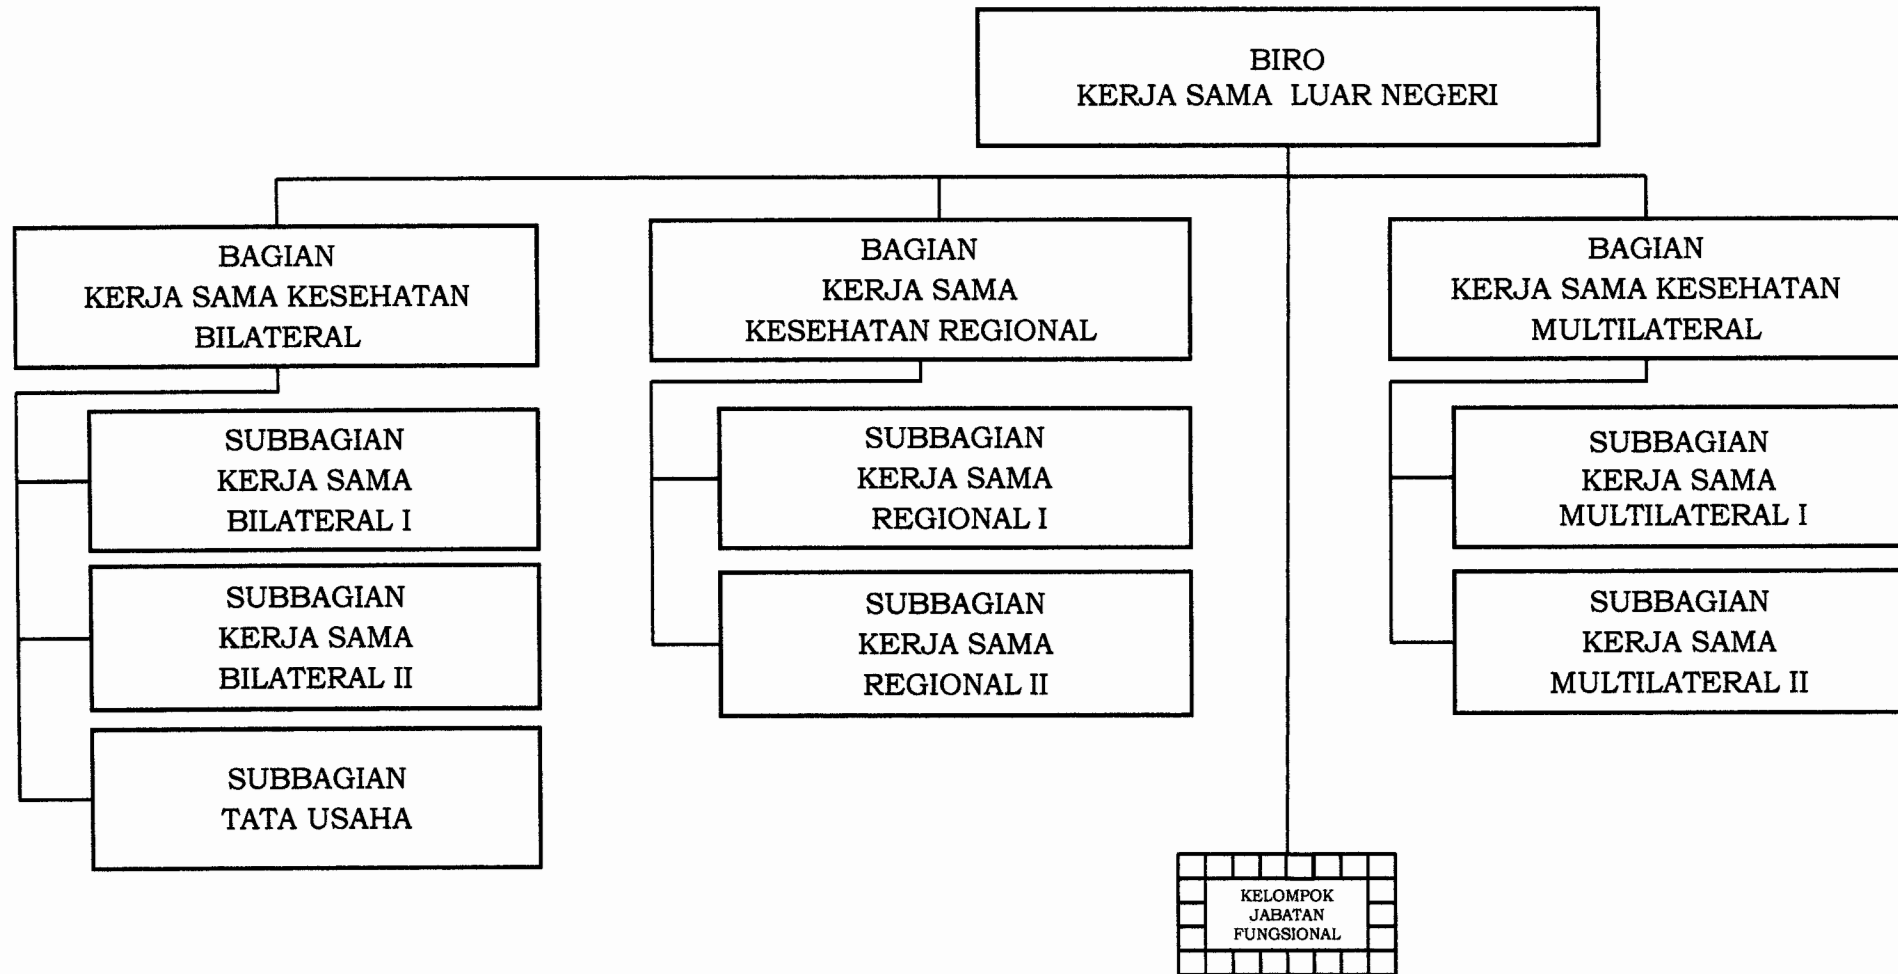 BIRO
KERJA SAMA LUAR NEGERI
BAGIAN
KERJA SAMA KESEHATAN
BILATERAL
BAGIAN
KERJA SAMA
KESEHATAN REGIONAL
BAGIAN
KERJA SAMA KESEHATAN
MULTILATERAL
SUBBAGIAN
KERJA SAMA
BILATERAL I
SUBBAGIAN
KERJA SAMA
REGIONAL I
SUBBAGIAN
KERJA SAMA
MULTILATERAL I
SUBBAGIAN
KERJA SAMA
BILATERAL II
SUBBAGIAN
KERJA SAMA
REGIONAL II
SUBBAGIAN
KERJA SAMA
MULTILATERAL II
SUBBAGIAN
TATA USAHA
KELOMPOK
JABATAN
FUNGSIONAL